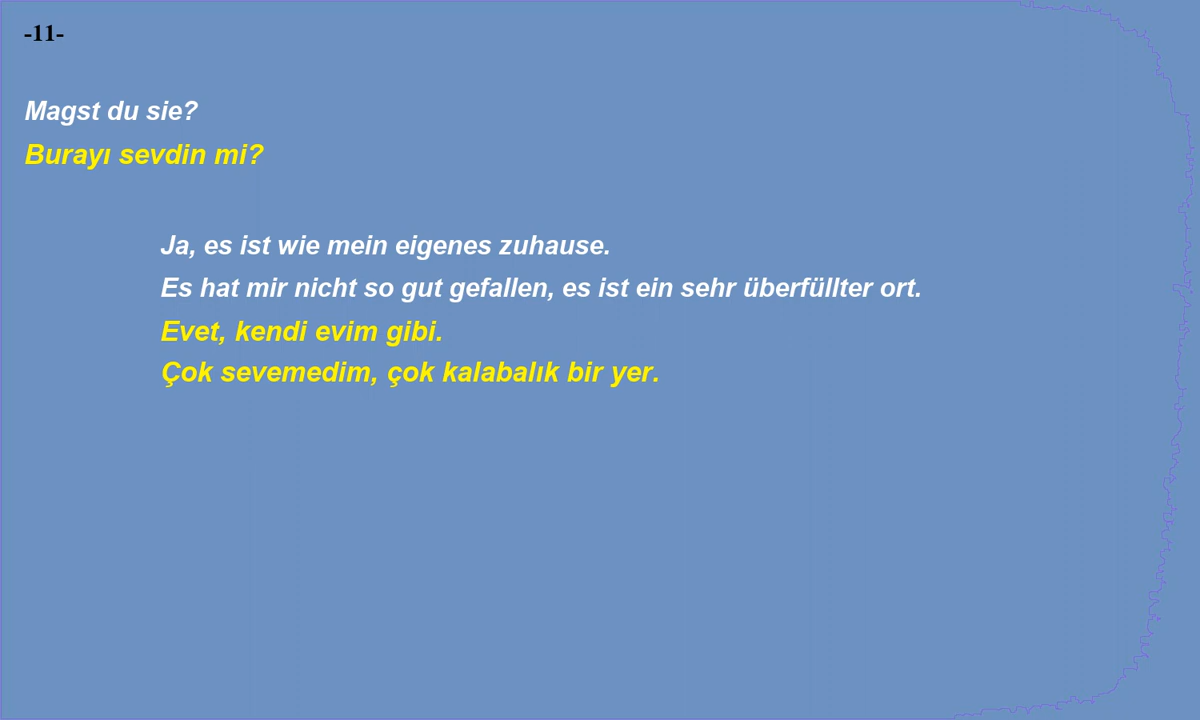 -11-
Magst du sie?
Burayı sevdin mi?
Ja, es ist wie mein eigenes zuhause.
Es hat mir nicht so gut gefallen, es ist ein sehr überfüllter ort.
Evet, kendi evim gibi.
Çok sevemedim, çok kalabalık bir yer.